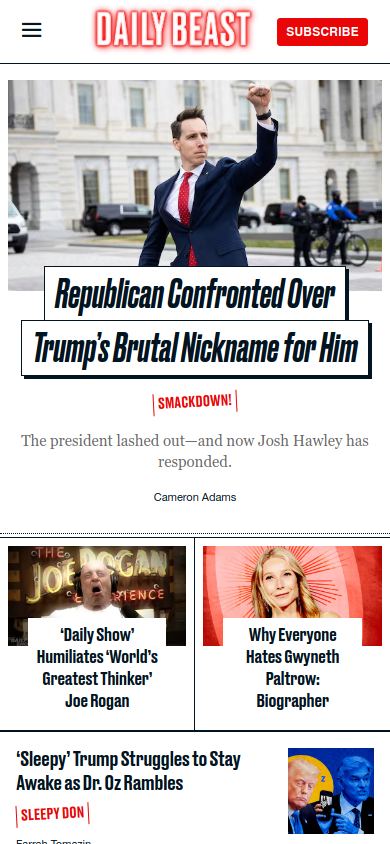 DAILY BEAST
SUBSCRIBE
Republican Confronted Over
Trump's Brutal Nickname for Him
SMACKDOWN!
The president lashed out—and now Josh Hawley has
responded.
Cameron Adams
THE
JOE ROGAN
EXPERIENCE
‘Daily Show’
Humiliates ‘World’s
Greatest Thinker’
Joe Rogan
Why Everyone
Hates Gwyneth
Paltrow:
Biographer
‘Sleepy’ Trump Struggles to Stay
Awake as Dr. Oz Rambles
z
SLEEPY DON
Farrah Tomazin